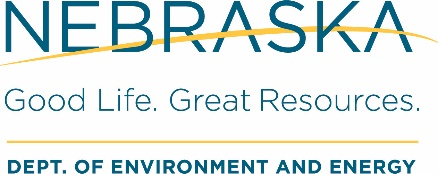 NEBRASKA
Good Life. Great Resources.
DEPT. OF ENVIRONMENT AND ENERGY